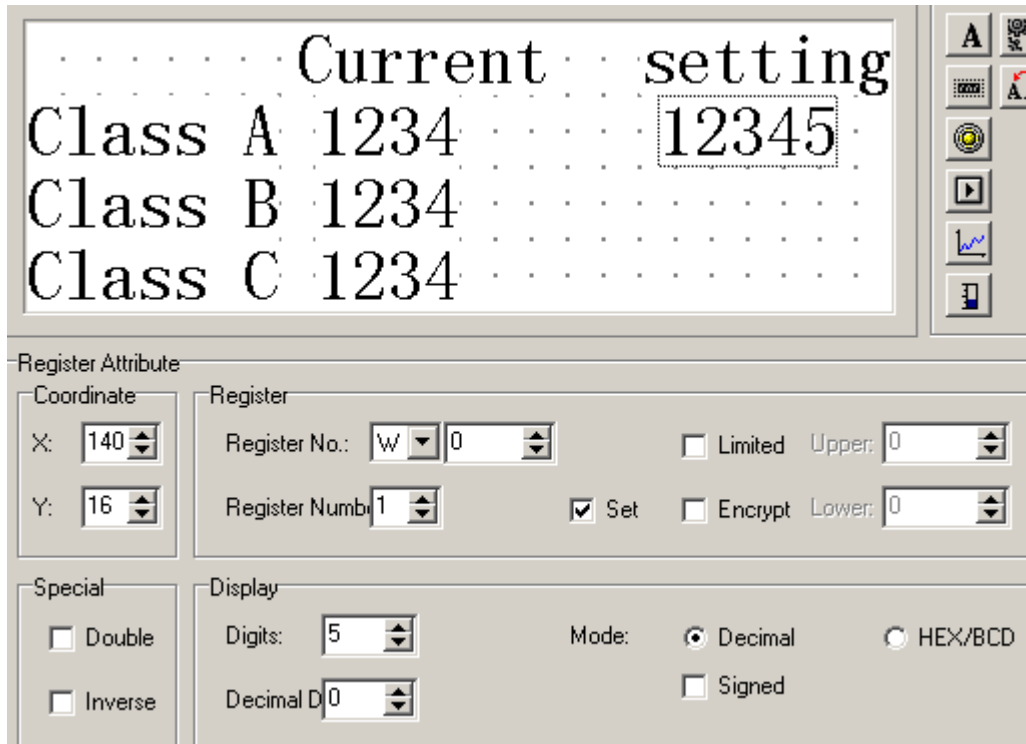 Current setting
Class A 1234 12345
Class B 1234
Class C 1234
A
A
Register Attribute
Coordinate Register
X: 140 Register No.: W 0 Limited Upper: 0
Y: 16 Register Numb 1 Set Encrypt Lower: 0
Special Display
Double Digits: 5 Mode: Decimal HEX/BCD
Inverse Decimal D 0 Signed